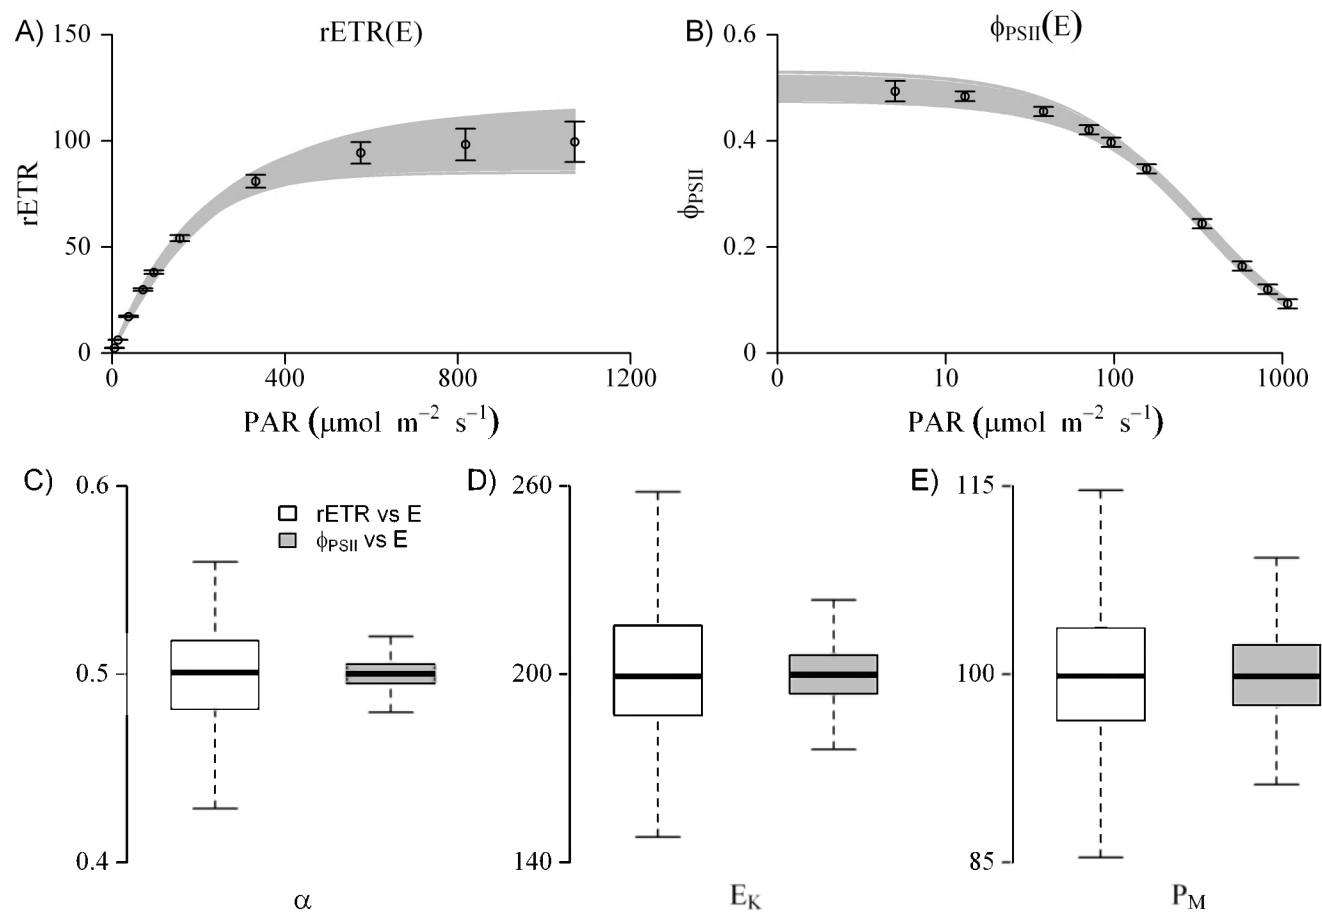 A)
rETR(E)
150
100
50
0
rETR
0 400 800 1200
PAR (μmol m⁻² s⁻¹)
B)
ϕPSII(E)
0.6
0.4
0.2
0
ϕPSII
0 10 100 1000
PAR (μmol m⁻² s⁻¹)
C)
0.6
0.5
0.4
rETR vs E
ϕPSII vs E
α
D)
260
200
140
EK
E)
115
100
85
PM